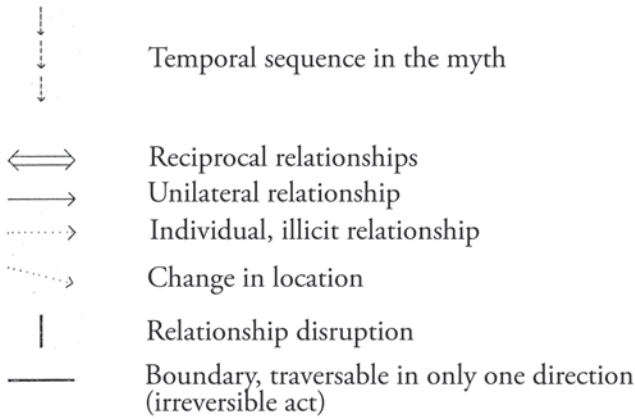 Temporal sequence in the myth
Reciprocal relationships
Unilateral relationship
Individual, illicit relationship
Change in location
Relationship disruption
Boundary, traversable in only one direction
(irreversible act)